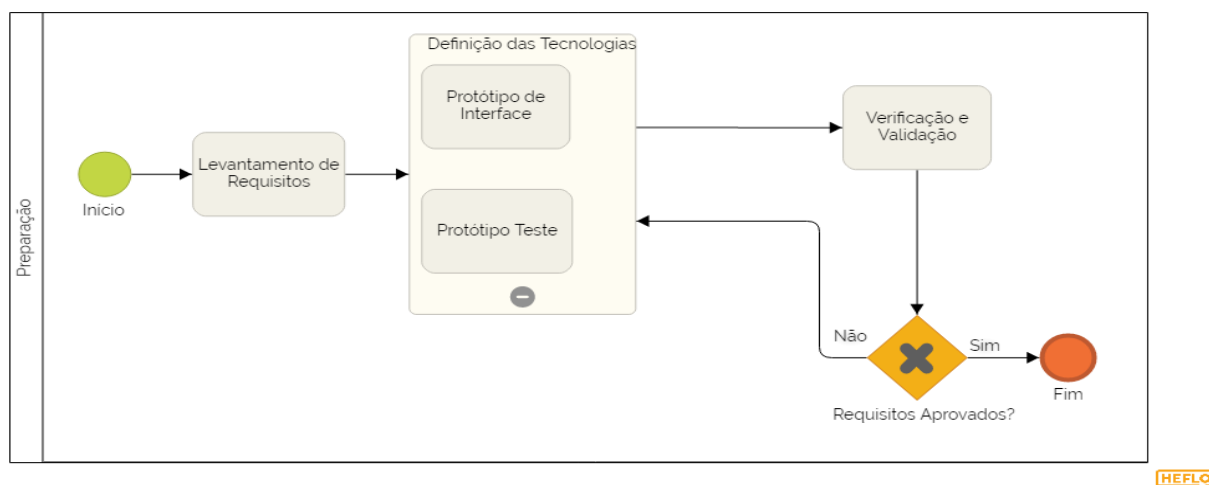 Preparação
Início
Levantamento de
Requisitos
Definição das Tecnologias
Protótipo de
Interface
Protótipo Teste
Verificação e
Validação
Não
Sim
Requisitos Aprovados?
Fim
HEFLO